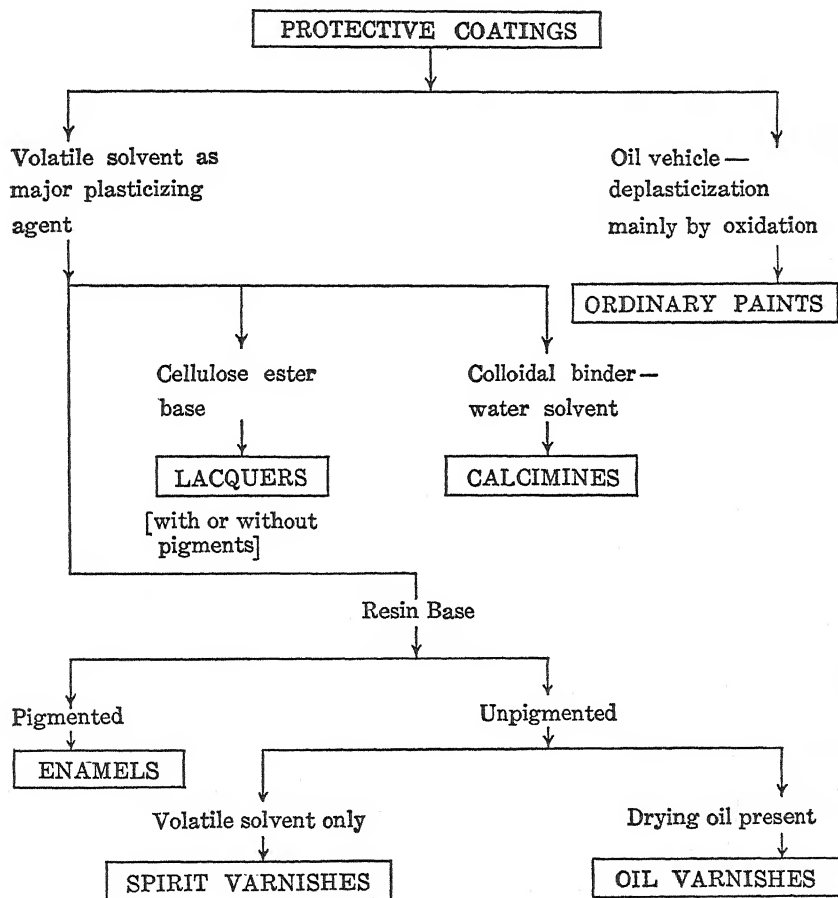 PROTECTIVE COATINGS
Volatile solvent as
major plasticizing
agent
Oil vehicle—
deplasticization
mainly by oxidation
ORDINARY PAINTS
Cellulose ester
base
LACQUERS
[with or without
pigments]
Colloidal binder—
water solvent
CALCIMINES
Resin Base
Pigmented
ENAMELS
Unpigmented
Volatile solvent only
SPIRIT VARNISHES
Drying oil present
OIL VARNISHES